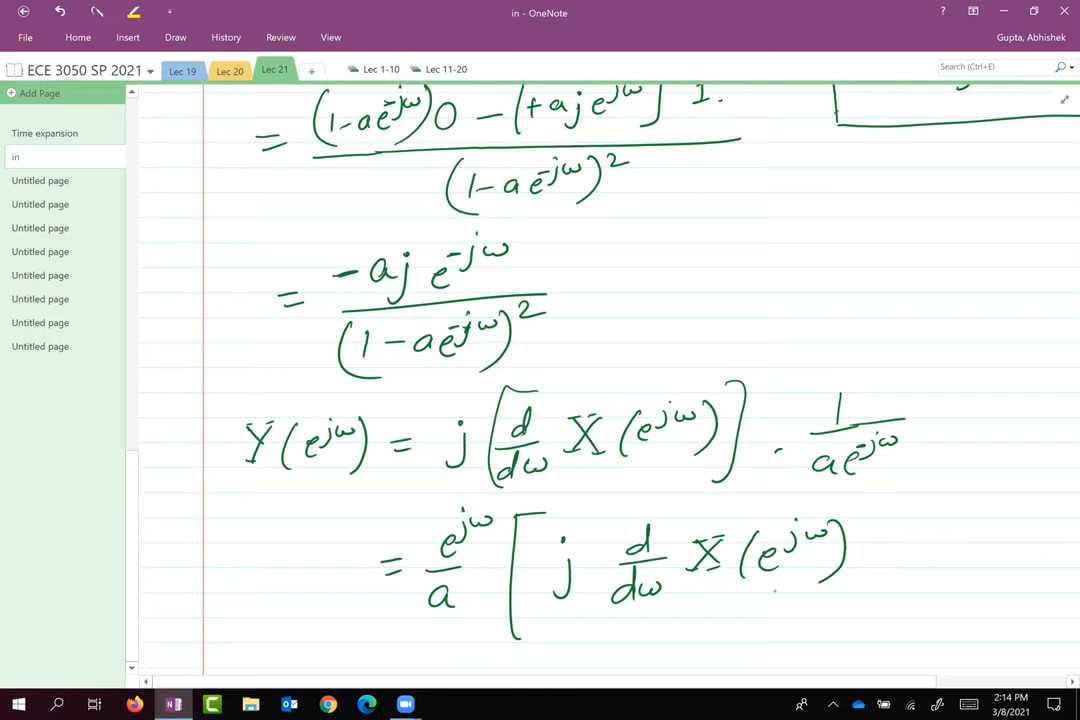 in - OneNote
File Home Insert Draw History Review View
Gupta, Abhishek
ECE 3050 SP 2021 Lec 19 Lec 20 Lec 21 + Lec 1-10 Lec 11-20
Search (Ctrl+E)
Add Page
Time expansion
in
Untitled page
Untitled page
Untitled page
Untitled page
Untitled page
Untitled page
Untitled page
Untitled page
= (1-ae^-jω)0 - [+aje^-jω] 1. / (1-ae^-jω)^2
= -aj e^-jω / (1-ae^-jω)^2
Y(e^jω) = j [d/dω X(e^jω)] . 1/ae^-jω
= e^jω/a [ j d/dω X(e^jω)
2:14 PM
3/8/2021